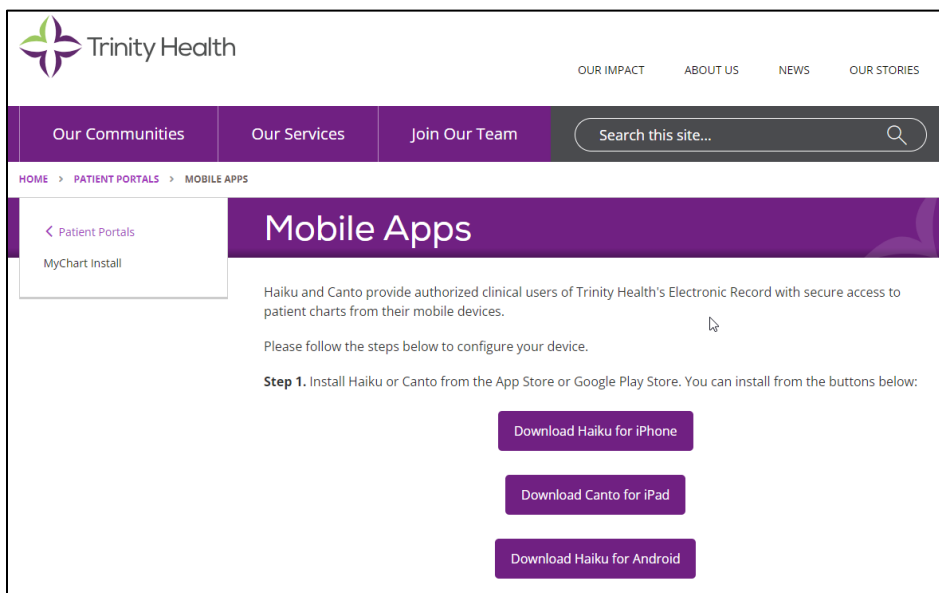 Trinity Health
OUR IMPACT ABOUT US NEWS OUR STORIES
Our Communities Our Services Join Our Team Search this site...
HOME > PATIENT PORTALS > MOBILE APPS
Patient Portals
MyChart Install
Mobile Apps
Haiku and Canto provide authorized clinical users of Trinity Health's Electronic Record with secure access to
patient charts from their mobile devices.
Please follow the steps below to configure your device.
Step 1. Install Haiku or Canto from the App Store or Google Play Store. You can install from the buttons below:
Download Haiku for iPhone
Download Canto for iPad
Download Haiku for Android